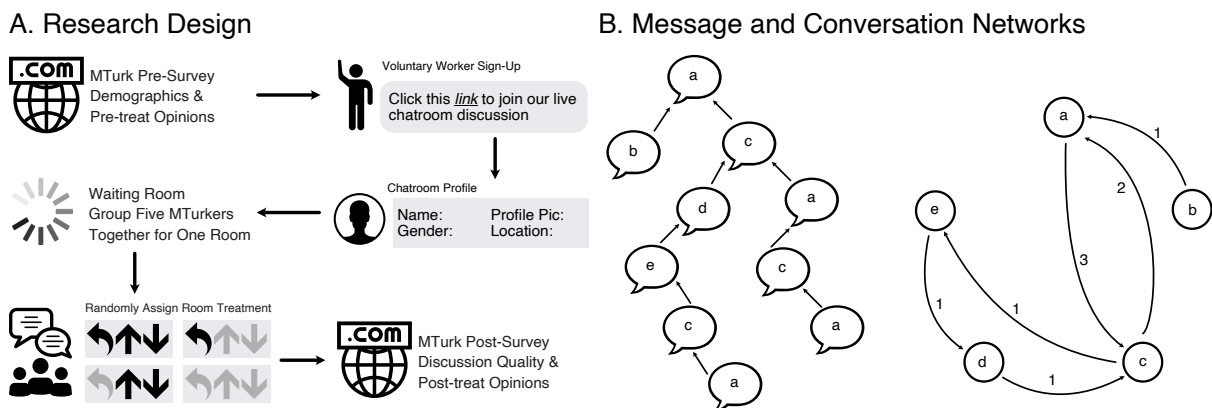 A. Research Design
.COM
MTurk Pre-Survey
Demographics &
Pre-treat Opinions
Voluntary Worker Sign-Up
Click this link to join our live
chatroom discussion
Chatroom Profile
Name: Profile Pic:
Gender: Location:
Waiting Room
Group Five MTurkers
Together for One Room
Randomly Assign Room Treatment
.COM
MTurk Post-Survey
Discussion Quality &
Post-treat Opinions
B. Message and Conversation Networks
a
b
c
d
a
e
c
c
a
a
a
1
2
e
b
3
1
1
d
c
1